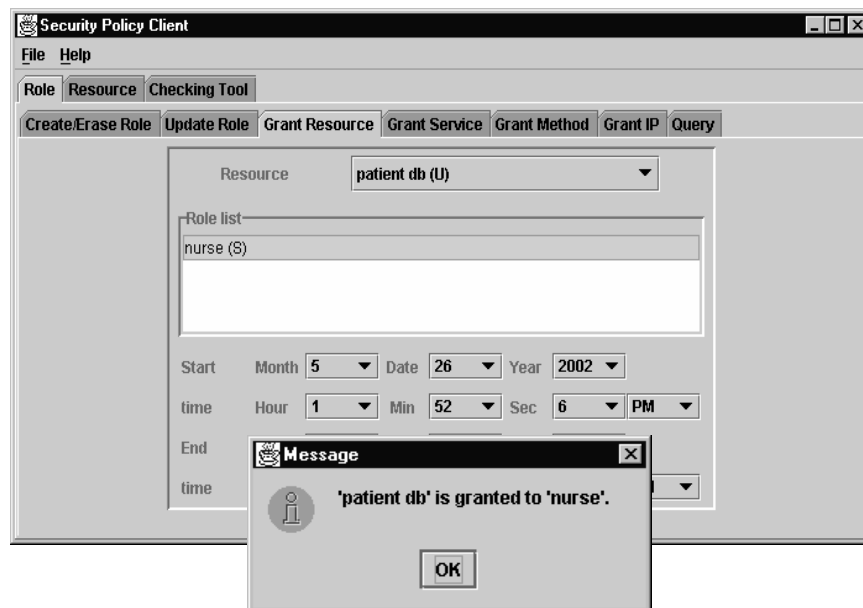 Security Policy Client
File Help
Role Resource Checking Tool
Create/Erase Role Update Role Grant Resource Grant Service Grant Method Grant IP Query
Resource patient db (U)
Role list
nurse (S)
Start Month 5 Date 26 Year 2002
time Hour 1 Min 52 Sec 6 PM
End
time
Message
'patient db' is granted to 'nurse'.
OK